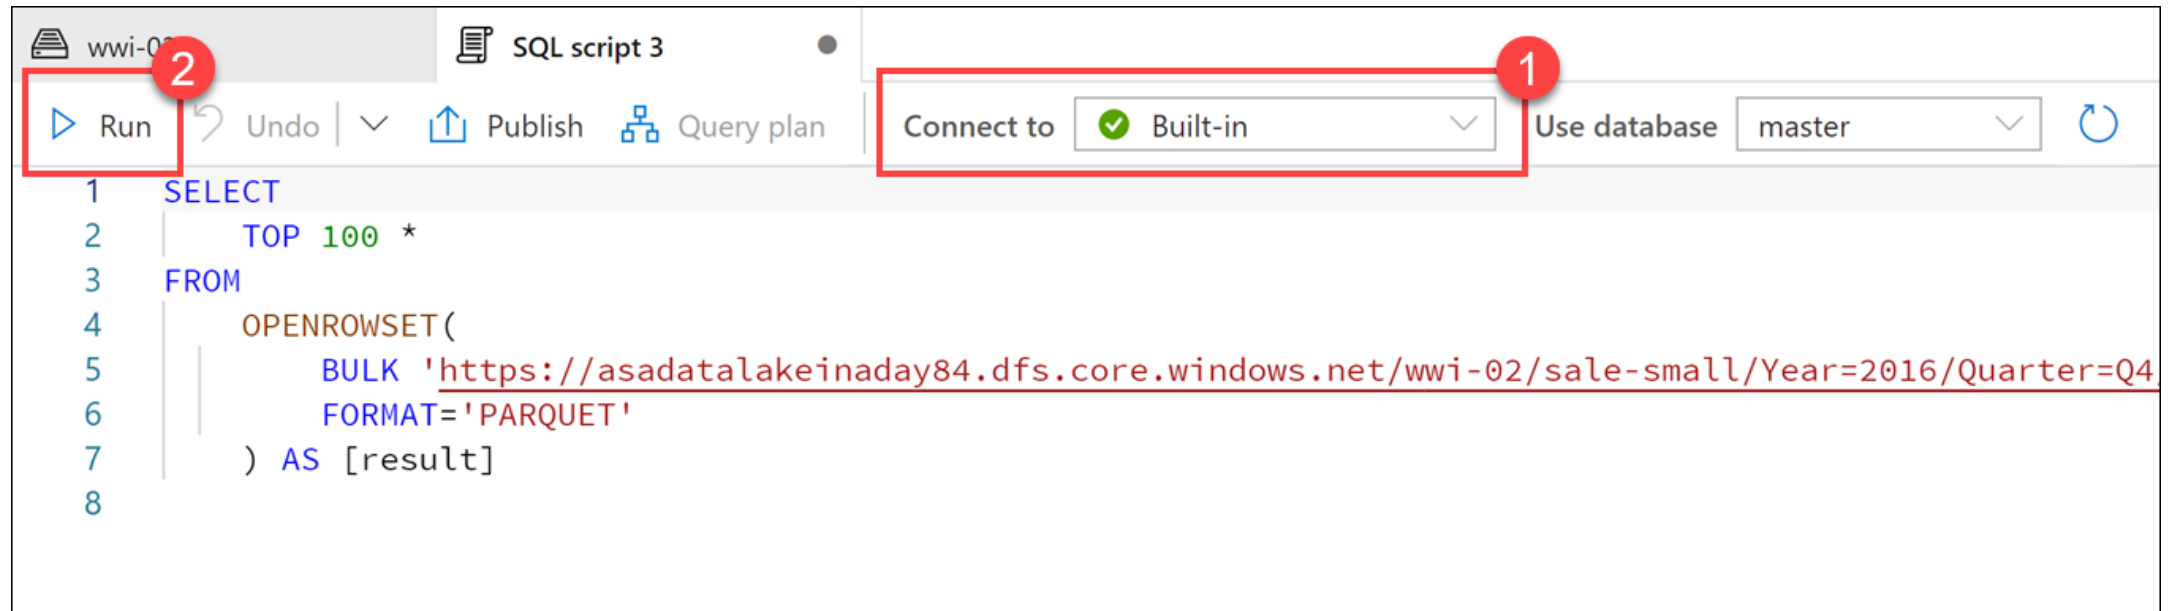 wwi-0
SQL script 3
2
1
Run
Undo
Publish
Query plan
Connect to
Built-in
Use database
master
1 SELECT
2 TOP 100 *
3 FROM
4 OPENROWSET(
5 BULK 'https://asadatalakeinaday84.dfs.core.windows.net/wwi-02/sale-small/Year=2016/Quarter=Q4
6 FORMAT='PARQUET'
7 ) AS [result]
8